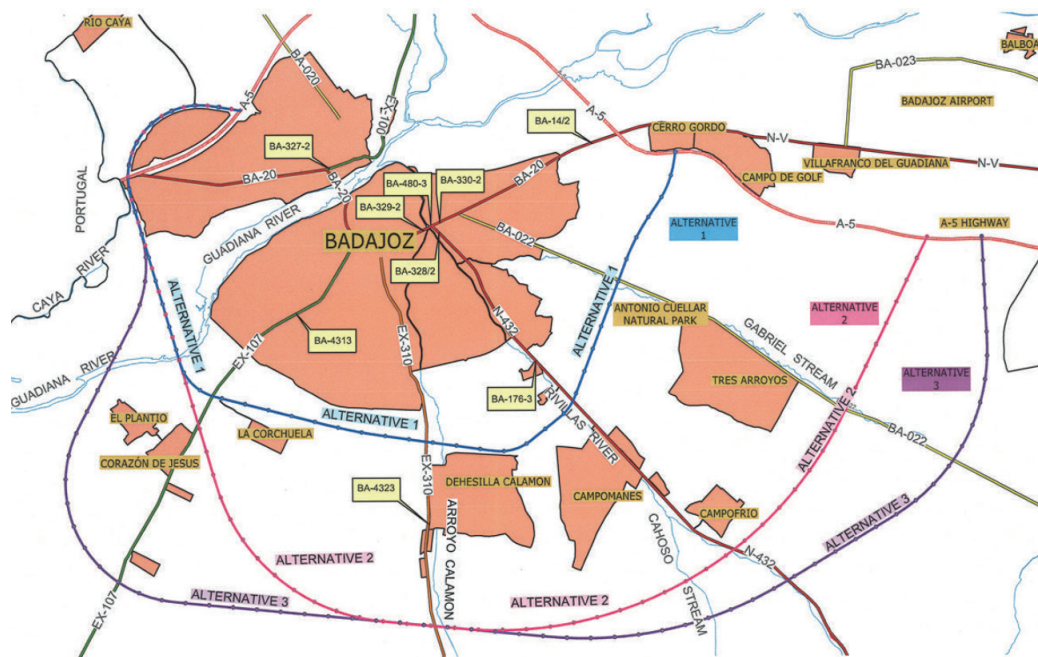 RÍO CAYA
BALBOA
BA-020
A-5
EX-100
BA-023
BADAJOZ AIRPORT
A-5
BA-14/2
CERRO GORDO
N-V
VILLAFRANCO DEL GUADIANA
N-V
CAMPO DE GOLF
BA-327-2
BA-20
BA-20
BA-20
BA-480-3
BA-330-2
BA-329-2
PORTUGAL
BADAJOZ
BA-022
ALTERNATIVE
1
A-5
A-5 HIGHWAY
GUADIANA RIVER
BA-328/2
CAYA RIVER
ALTERNATIVE 1
ALTERNATIVE 1
N-432
ANTONIO CUELLAR
NATURAL PARK
ALTERNATIVE
2
EX-310
BA-4313
EX-107
GABRIEL STREAM
GUADIANA RIVER
BA-176-3
TRES ARROYOS
ALTERNATIVE
3
EL PLANTIO
LA CORCHUELA
ALTERNATIVE 1
RIVILLAS RIVER
ALTERNATIVE 2
BA-022
CORAZÓN DE JESUS
EX-310
BA-4323
DEHESILLA CALAMON
CAMPOMANES
CAMPOFRIO
ARROYO CALAMON
CAHOSO STREAM
ALTERNATIVE 3
ALTERNATIVE 2
N-432
EX-107
ALTERNATIVE 3
ALTERNATIVE 2